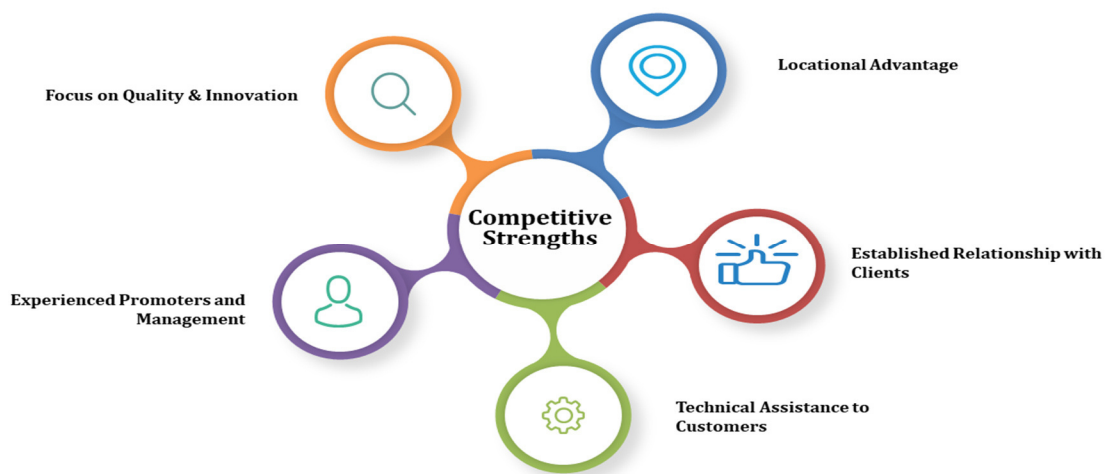 Locational Advantage
Focus on Quality & Innovation
Competitive
Strengths
Established Relationship with
Clients
Experienced Promoters and
Management
Technical Assistance to
Customers